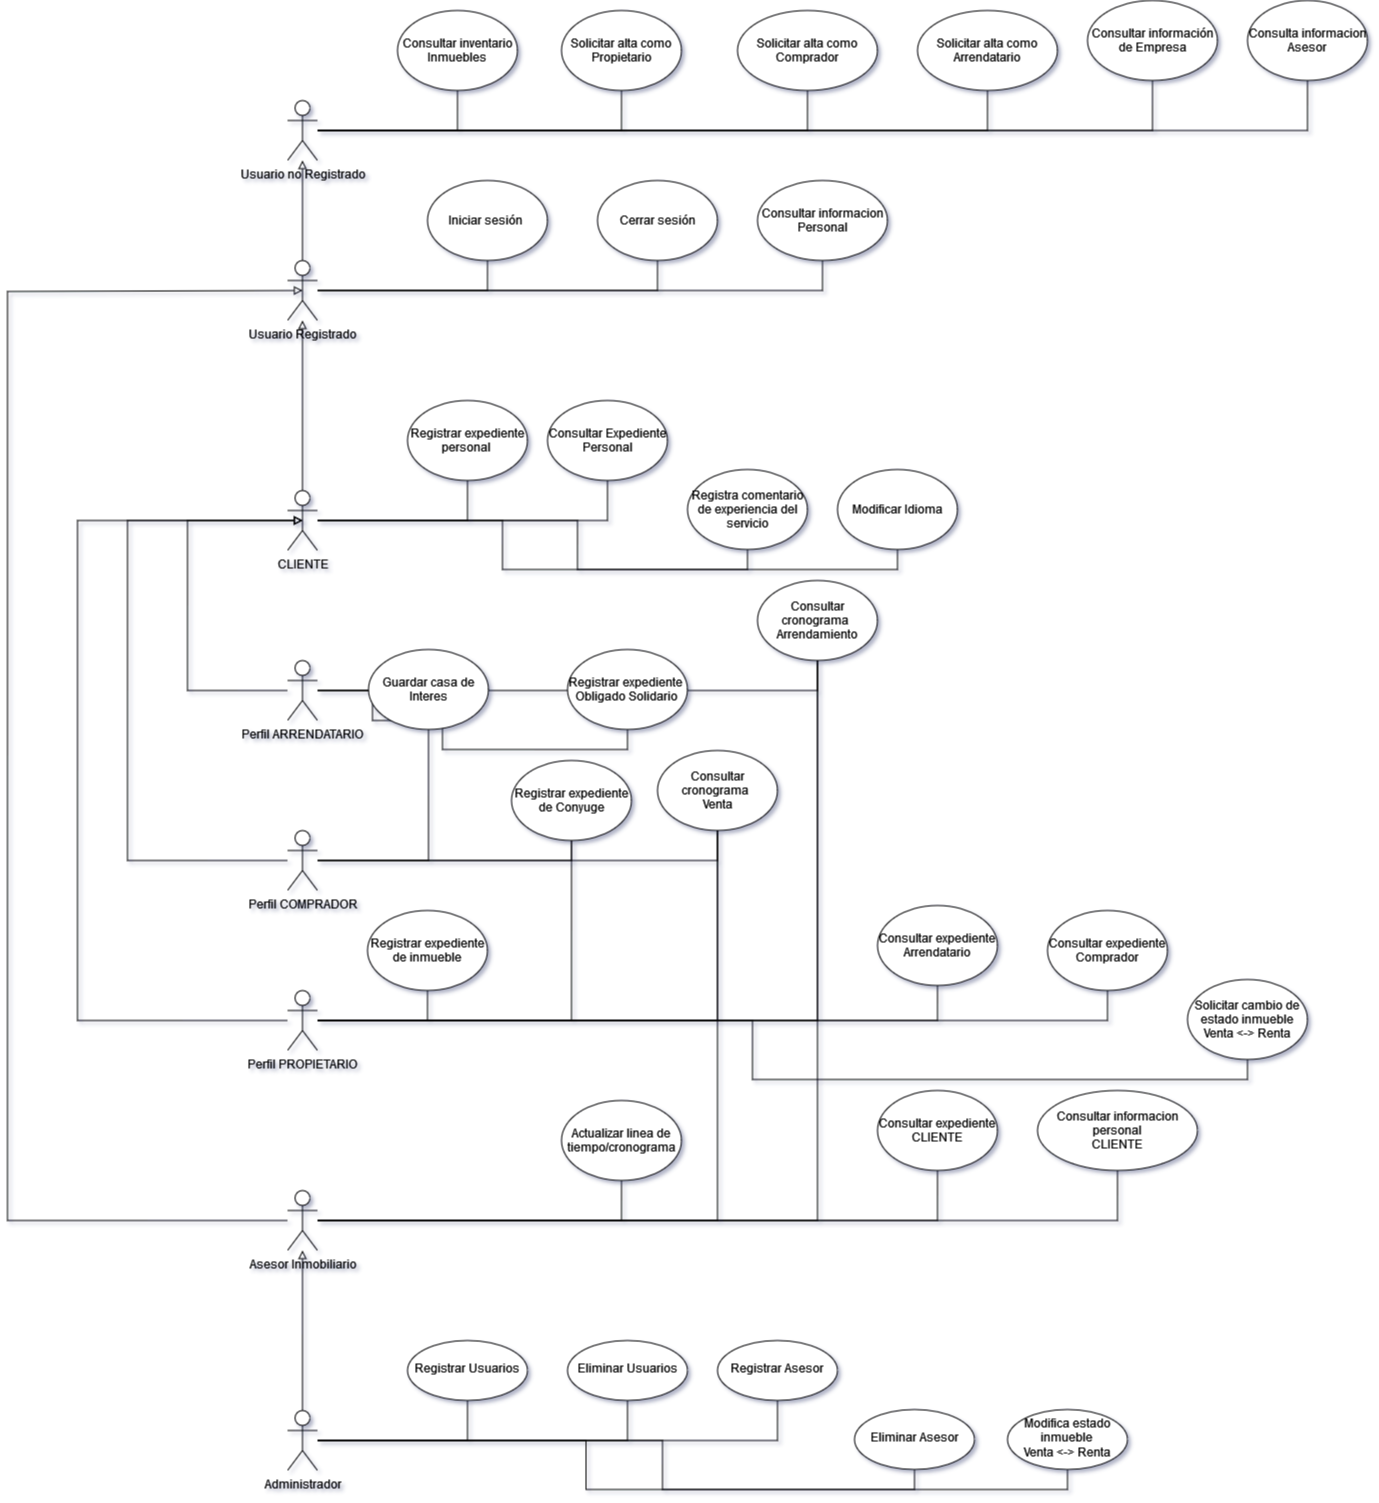 Consultar inventario
Inmuebles
Solicitar alta como
Propietario
Solicitar alta como
Comprador
Solicitar alta como
Arrendatario
Consultar información
de Empresa
Consulta informacion
Asesor
Usuario no Registrado
Iniciar sesión
Cerrar sesión
Consultar informacion
Personal
Usuario Registrado
Registrar expediente
personal
Consultar Expediente
Personal
Registra comentario
de experiencia del
servicio
Modificar Idioma
CLIENTE
Consultar
cronograma
Arrendamiento
Guardar casa de
Interes
Registrar expediente
Obligado Solidario
Perfil ARRENDATARIO
Registrar expediente
de Conyuge
Consultar
cronograma
Venta
Perfil COMPRADOR
Registrar expediente
de inmueble
Consultar expediente
Arrendatario
Consultar expediente
Comprador
Solicitar cambio de
estado inmueble
Venta <-> Renta
Perfil PROPIETARIO
Actualizar linea de
tiempo/cronograma
Consultar expediente
CLIENTE
Consultar informacion
personal
CLIENTE
Asesor Inmobiliario
Registrar Usuarios
Eliminar Usuarios
Registrar Asesor
Eliminar Asesor
Modifica estado
inmueble
Venta <-> Renta
Administrador